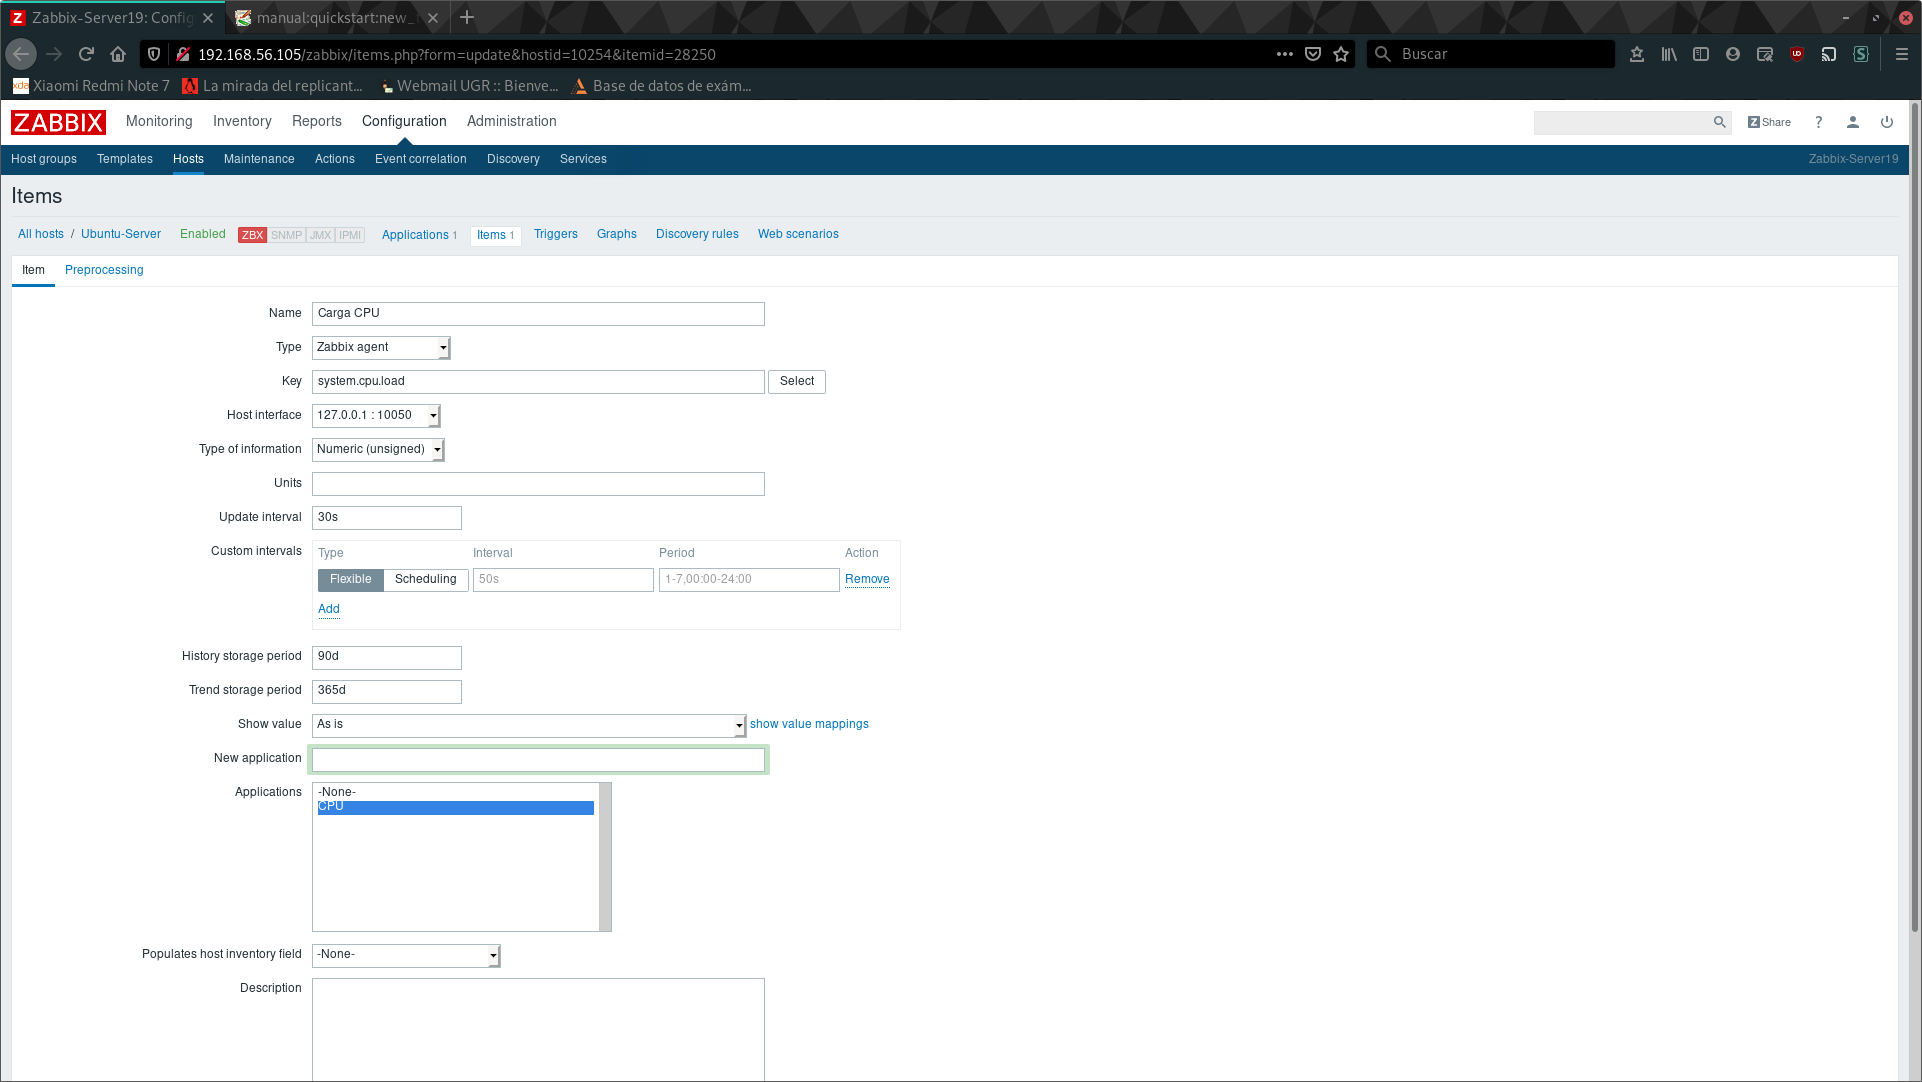 Zabbix-Server19: Config
manual:quickstart:new_
192.168.56.105/zabbix/items.php?form=update&hostid=10254&itemid=28250
Buscar
Xiaomi Redmi Note 7
La mirada del replicant...
Webmail UGR :: Bienve...
Base de datos de exám...
ZABBIX
Monitoring Inventory Reports Configuration Administration
Z Share ?
Host groups Templates Hosts Maintenance Actions Event correlation Discovery Services
Zabbix-Server19
Items
All hosts / Ubuntu-Server Enabled ZBX SNMP JMX IPMI Applications 1 Items 1 Triggers Graphs Discovery rules Web scenarios
Item Preprocessing
Name Carga CPU
Type Zabbix agent
Key system.cpu.load Select
Host interface 127.0.0.1 : 10050
Type of information Numeric (unsigned)
Units
Update interval 30s
Custom intervals Type Interval Period Action
Flexible Scheduling 50s 1-7,00:00-24:00 Remove
Add
History storage period 90d
Trend storage period 365d
Show value As is show value mappings
New application
Applications -None-
CPU
Populates host inventory field -None-
Description